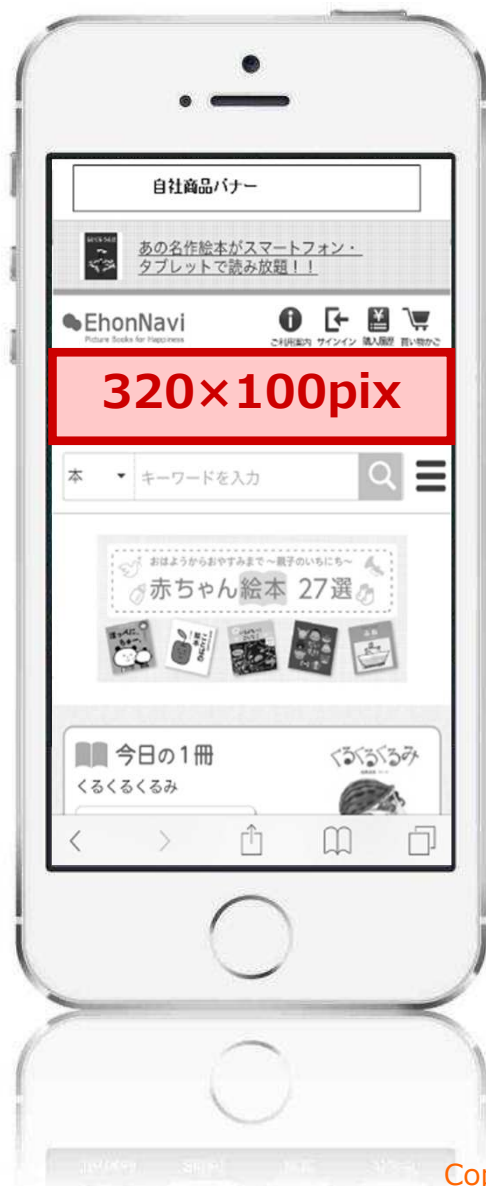 自社商品バナー
あの名作絵本がスマートフォン・
タブレットで読み放題!!
EhonNavi
Picture Books for Happiness
ご利用案内 サインイン 購入履歴 買い物かご
320×100pix
本 キーワードを入力
おはようからおやすみまで~親子のいちにち~
赤ちゃん絵本 27選
今日の1冊
くるくるくるみ
ぐるぐるぐるみ
Cop